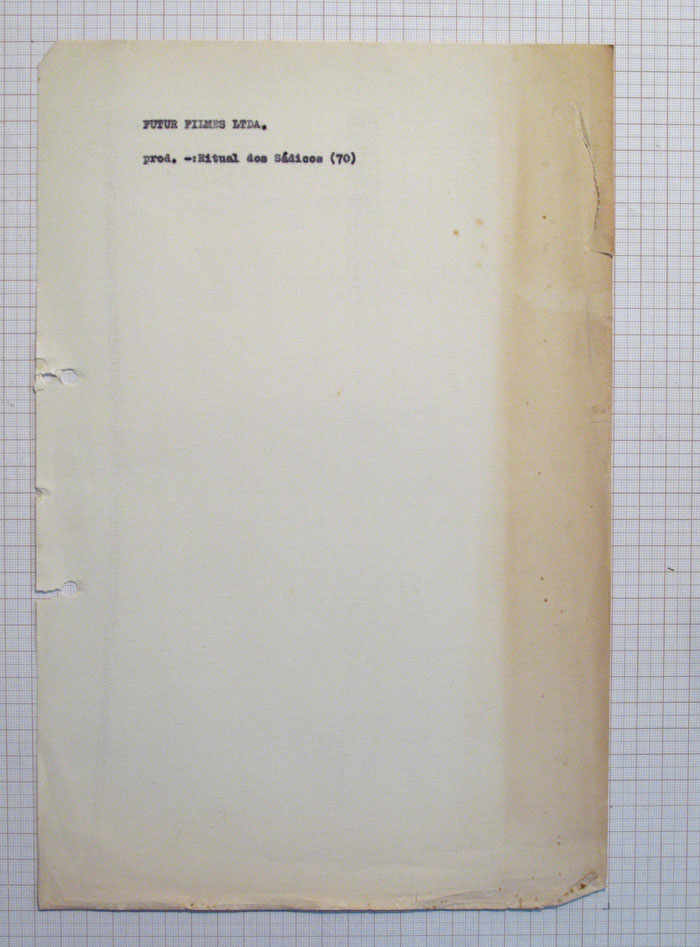 FUTUR FILMES LTDA.
prod. -:Ritual dos Sádicos (70)